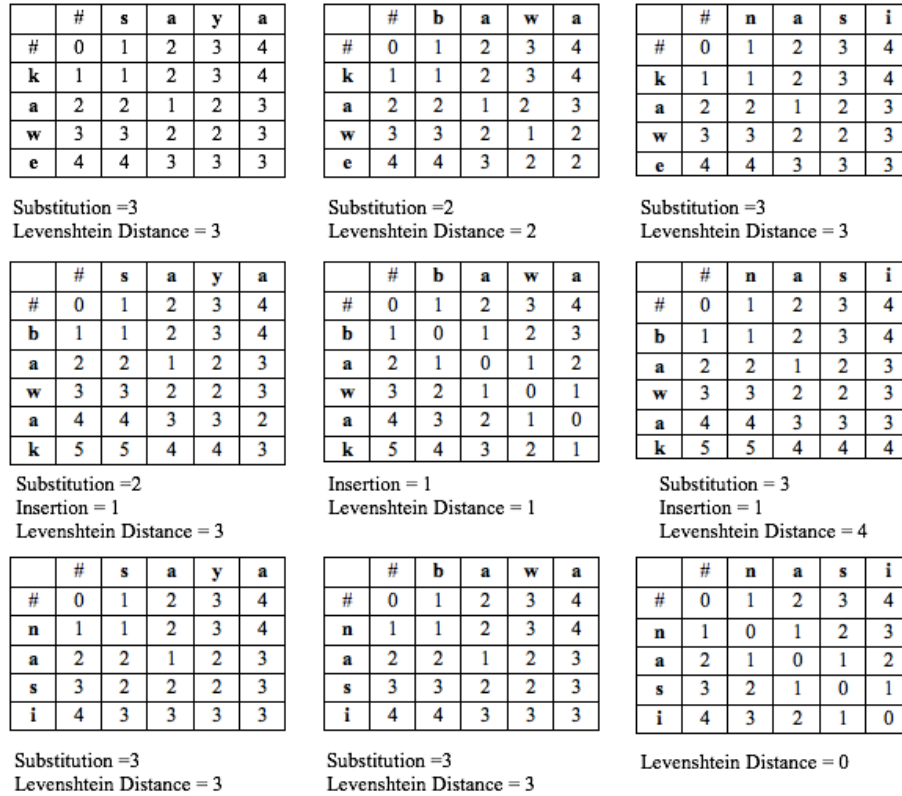 # s a y a
# 0 1 2 3 4
k 1 1 2 3 4
a 2 2 1 2 3
w 3 3 2 2 3
e 4 4 3 3 3
Substitution =3
Levenshtein Distance = 3
# b a w a
# 0 1 2 3 4
k 1 1 2 3 4
a 2 2 1 2 3
w 3 3 2 1 2
e 4 4 3 2 2
Substitution =2
Levenshtein Distance = 2
# n a s i
# 0 1 2 3 4
k 1 1 2 3 4
a 2 2 1 2 3
w 3 3 2 2 3
e 4 4 3 3 3
Substitution =3
Levenshtein Distance = 3
# s a y a
# 0 1 2 3 4
b 1 1 2 3 4
a 2 2 1 2 3
w 3 3 2 2 3
a 4 4 3 3 2
k 5 5 4 4 3
Substitution =2
Insertion = 1
Levenshtein Distance = 3
# b a w a
# 0 1 2 3 4
b 1 0 1 2 3
a 2 1 0 1 2
w 3 2 1 0 1
a 4 3 2 1 0
k 5 4 3 2 1
Insertion = 1
Levenshtein Distance = 1
# n a s i
# 0 1 2 3 4
b 1 1 2 3 4
a 2 2 1 2 3
w 3 3 2 2 3
a 4 4 3 3 3
k 5 5 4 4 4
Substitution = 3
Insertion = 1
Levenshtein Distance = 4
# s a y a
# 0 1 2 3 4
n 1 1 2 3 4
a 2 2 1 2 3
s 3 2 2 2 3
i 4 3 3 3 3
Substitution =3
Levenshtein Distance = 3
# b a w a
# 0 1 2 3 4
n 1 1 2 3 4
a 2 2 1 2 3
s 3 3 2 2 3
i 4 4 3 3 3
Substitution =3
Levenshtein Distance = 3
# n a s i
# 0 1 2 3 4
n 1 0 1 2 3
a 2 1 0 1 2
s 3 2 1 0 1
i 4 3 2 1 0
Levenshtein Distance = 0